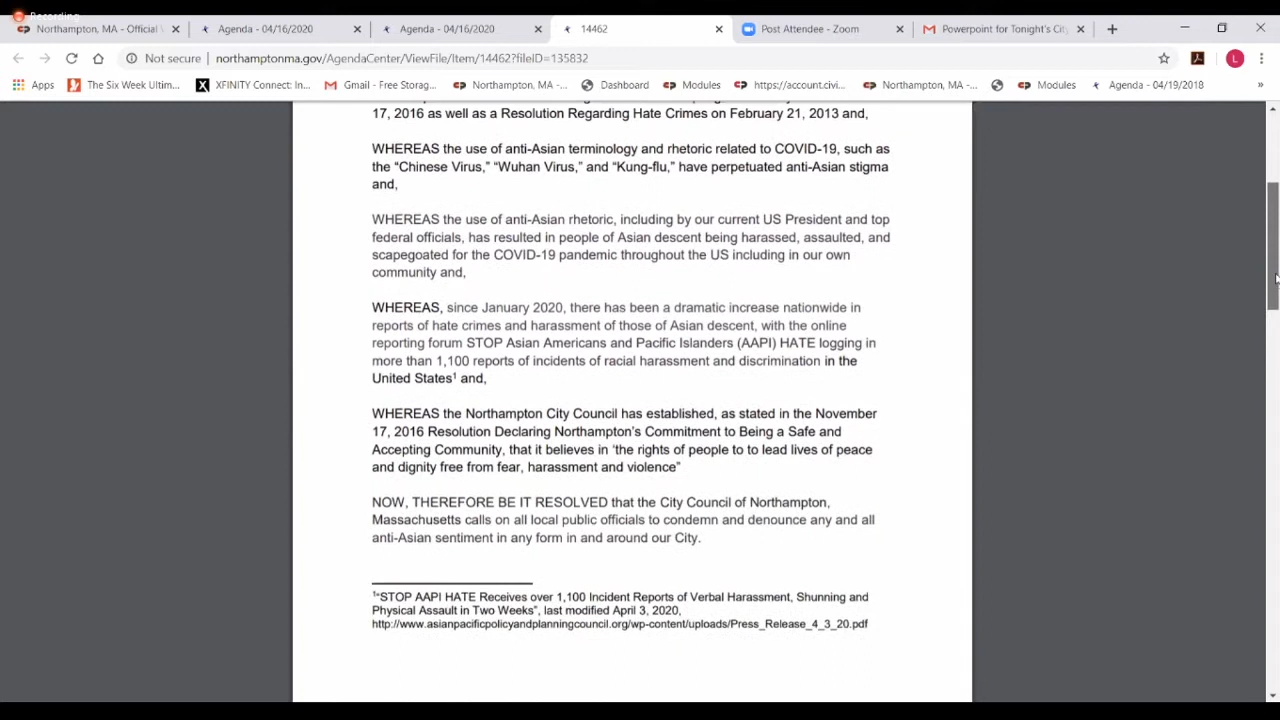 Recording
Northampton, MA - Official
Agenda - 04/16/2020
Agenda - 04/16/2020
14462
Post Attendee - Zoom
Powerpoint for Tonight's Cit
Not secure | northamptonma.gov/AgendaCenter/ViewFile/Item/14462?fileID=135832
L
Apps
The Six Week Ultim...
XFINITY Connect: In...
Gmail - Free Storag...
Northampton, MA -...
Dashboard
Modules
https://account.civi...
Northampton, MA -...
Modules
Agenda - 04/19/2018
»
17, 2016 as well as a Resolution Regarding Hate Crimes on February 21, 2013 and,
WHEREAS the use of anti-Asian terminology and rhetoric related to COVID-19, such as
the “Chinese Virus,” “Wuhan Virus,” and “Kung-flu,” have perpetuated anti-Asian stigma
and,
WHEREAS the use of anti-Asian rhetoric, including by our current US President and top
federal officials, has resulted in people of Asian descent being harassed, assaulted, and
scapegoated for the COVID-19 pandemic throughout the US including in our own
community and,
WHEREAS, since January 2020, there has been a dramatic increase nationwide in
reports of hate crimes and harassment of those of Asian descent, with the online
reporting forum STOP Asian Americans and Pacific Islanders (AAPI) HATE logging in
more than 1,100 reports of incidents of racial harassment and discrimination in the
United States¹ and,
WHEREAS the Northampton City Council has established, as stated in the November
17, 2016 Resolution Declaring Northampton’s Commitment to Being a Safe and
Accepting Community, that it believes in ‘the rights of people to to lead lives of peace
and dignity free from fear, harassment and violence”
NOW, THEREFORE BE IT RESOLVED that the City Council of Northampton,
Massachusetts calls on all local public officials to condemn and denounce any and all
anti-Asian sentiment in any form in and around our City.
¹“STOP AAPI HATE Receives over 1,100 Incident Reports of Verbal Harassment, Shunning and
Physical Assault in Two Weeks”, last modified April 3, 2020,
http://www.asianpacificpolicyandplanningcouncil.org/wp-content/uploads/Press_Release_4_3_20.pdf